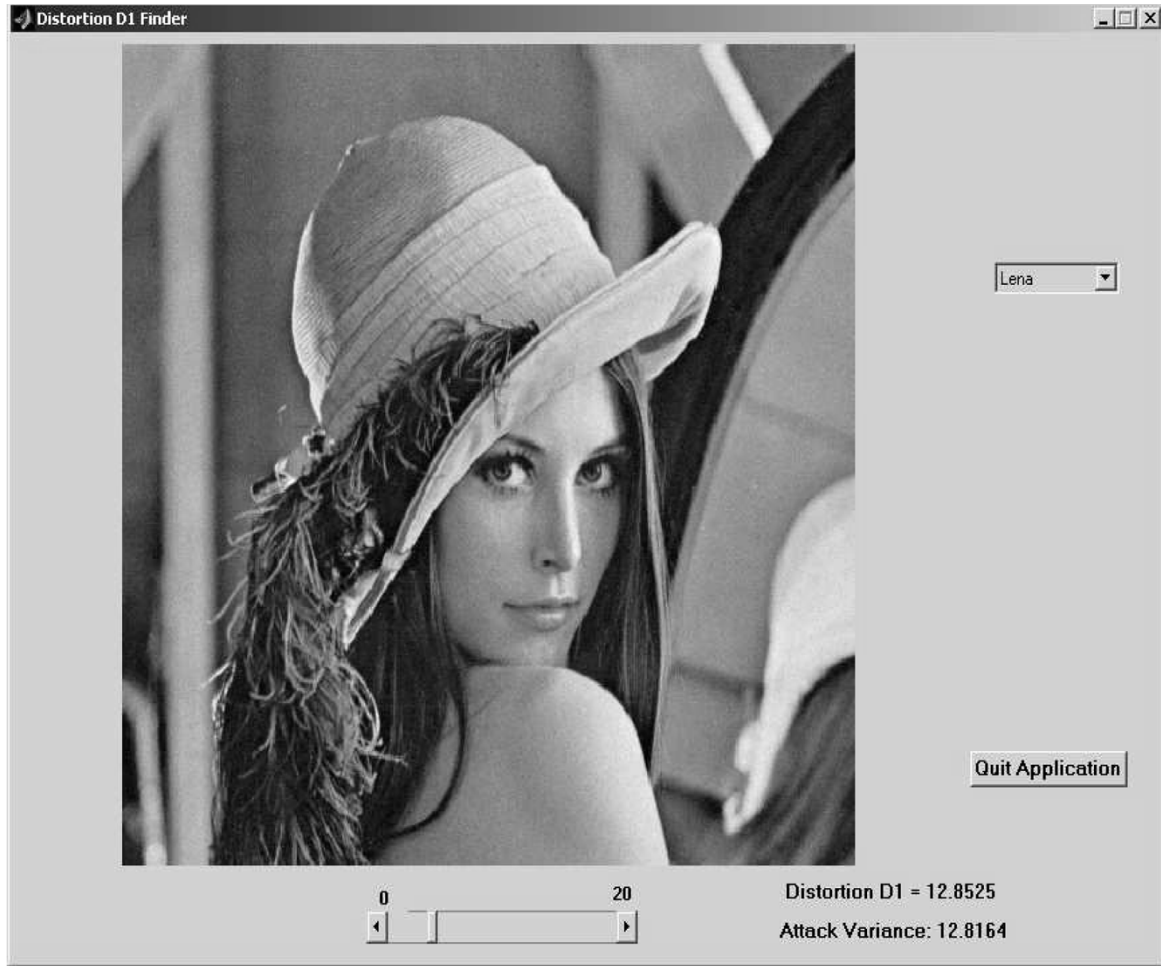 Distortion D1 Finder
Lena
Quit Application
0
20
Distortion D1 = 12.8525
Attack Variance: 12.8164